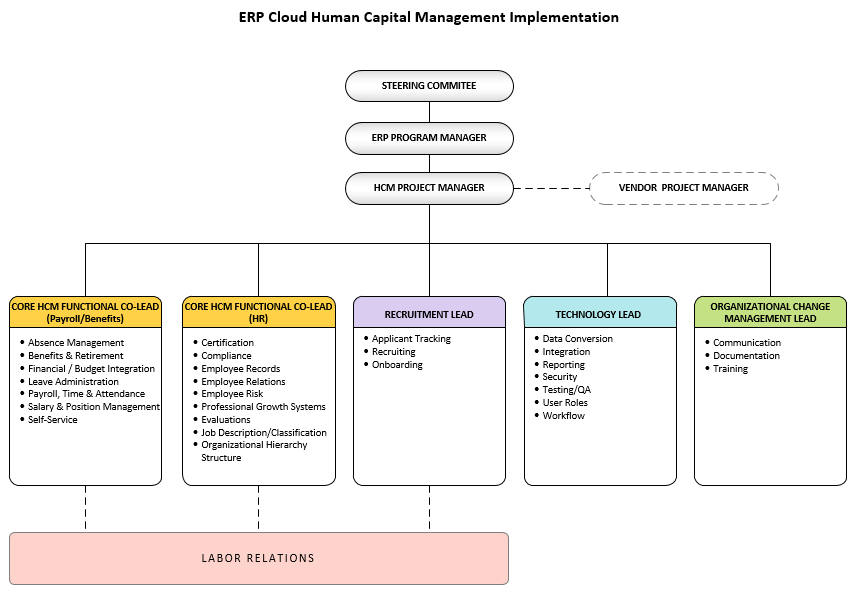 ERP Cloud Human Capital Management Implementation
STEERING COMMITEE
ERP PROGRAM MANAGER
HCM PROJECT MANAGER
VENDOR PROJECT MANAGER
CORE HCM FUNCTIONAL CO-LEAD
(Payroll/Benefits)
• Absence Management
• Benefits & Retirement
• Financial / Budget Integration
• Leave Administration
• Payroll, Time & Attendance
• Salary & Position Management
• Self-Service
CORE HCM FUNCTIONAL CO-LEAD
(HR)
• Certification
• Compliance
• Employee Records
• Employee Relations
• Employee Risk
• Professional Growth Systems
• Evaluations
• Job Description/Classification
• Organizational Hierarchy
Structure
RECRUITMENT LEAD
• Applicant Tracking
• Recruiting
• Onboarding
TECHNOLOGY LEAD
• Data Conversion
• Integration
• Reporting
• Security
• Testing/QA
• User Roles
• Workflow
ORGANIZATIONAL CHANGE
MANAGEMENT LEAD
• Communication
• Documentation
• Training
LABOR RELATIONS